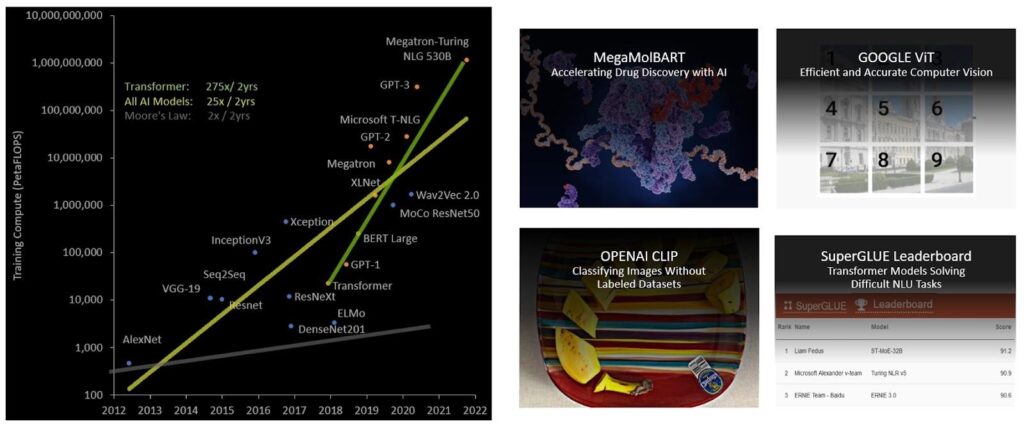 10,000,000,000
1,000,000,000
100,000,000
10,000,000
1,000,000
100,000
10,000
1,000
100
Training Compute (PetaFLOPS)
2012 2013 2014 2015 2016 2017 2018 2019 2020 2021 2022
Transformer: 275x/ 2yrs
All AI Models: 25x / 2yrs
Moore's Law: 2x / 2yrs
Megatron-Turing
NLG 530B
GPT-3
Microsoft T-NLG
GPT-2
Megatron
XLNet
Wav2Vec 2.0
MoCo ResNet50
Xception
BERT Large
InceptionV3
GPT-1
Seq2Seq
Transformer
VGG-19
Resnet
ResNeXt
ELMo
DenseNet201
AlexNet
MegaMolBART
Accelerating Drug Discovery with AI
GOOGLE ViT
Efficient and Accurate Computer Vision
1 3
4 5 6
7 8 9
OPENAI CLIP
Classifying Images Without
Labeled Datasets
SuperGLUE Leaderboard
Transformer Models Solving
Difficult NLU Tasks
SuperGLUE Leaderboard
Rank Name Model Score
1 Liam Fedus ST-MoE-32B 91.2
2 Microsoft Alexander v-team Turing NLR v5 90.9
3 ERNIE Team - Baidu ERNIE 3.0 90.6